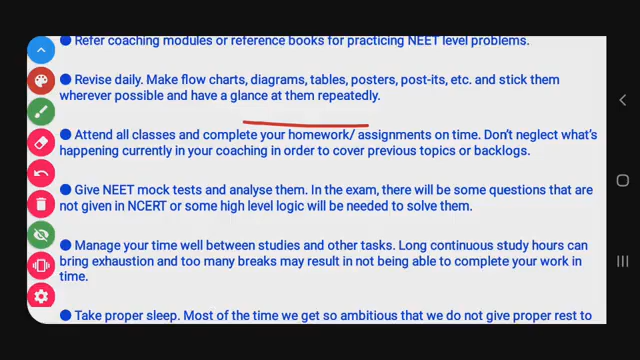 ● Refer coaching modules or reference books for practicing NEET level problems.
● Revise daily. Make flow charts, diagrams, tables, posters, post-its, etc. and stick them
wherever possible and have a glance at them repeatedly.
● Attend all classes and complete your homework/ assignments on time. Don't neglect what's
happening currently in your coaching in order to cover previous topics or backlogs.
● Give NEET mock tests and analyse them. In the exam, there will be some questions that are
not given in NCERT or some high level logic will be needed to solve them.
● Manage your time well between studies and other tasks. Long continuous study hours can
bring exhaustion and too many breaks may result in not being able to complete your work in
time.
● Take proper sleep. Most of the time we get so ambitious that we do not give proper rest to